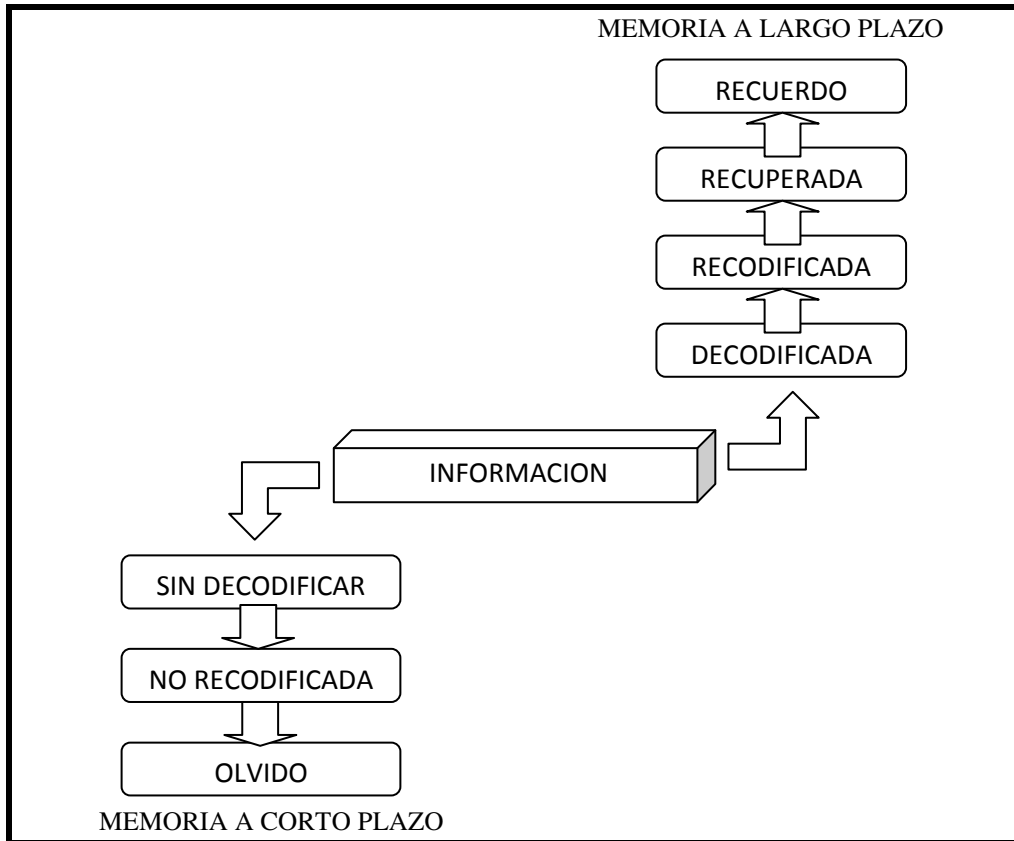 MEMORIA A LARGO PLAZO
RECUERDO
RECUPERADA
RECODIFICADA
DECODIFICADA
INFORMACION
SIN DECODIFICAR
NO RECODIFICADA
OLVIDO
MEMORIA A CORTO PLAZO